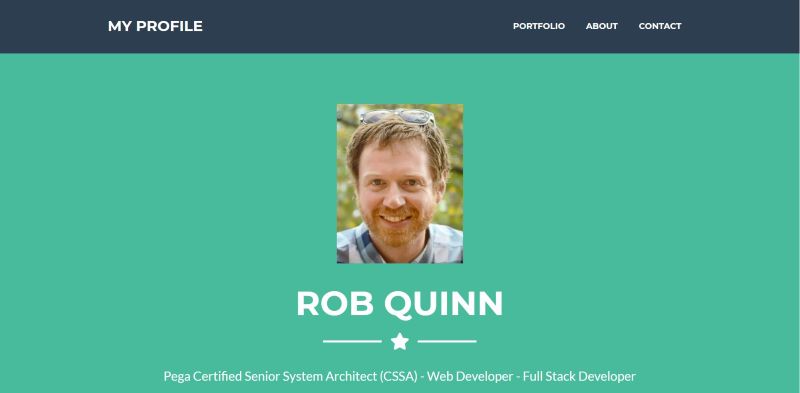 MY PROFILE
PORTFOLIO ABOUT CONTACT
ROB QUINN
Pega Certified Senior System Architect (CSSA) - Web Developer - Full Stack Developer